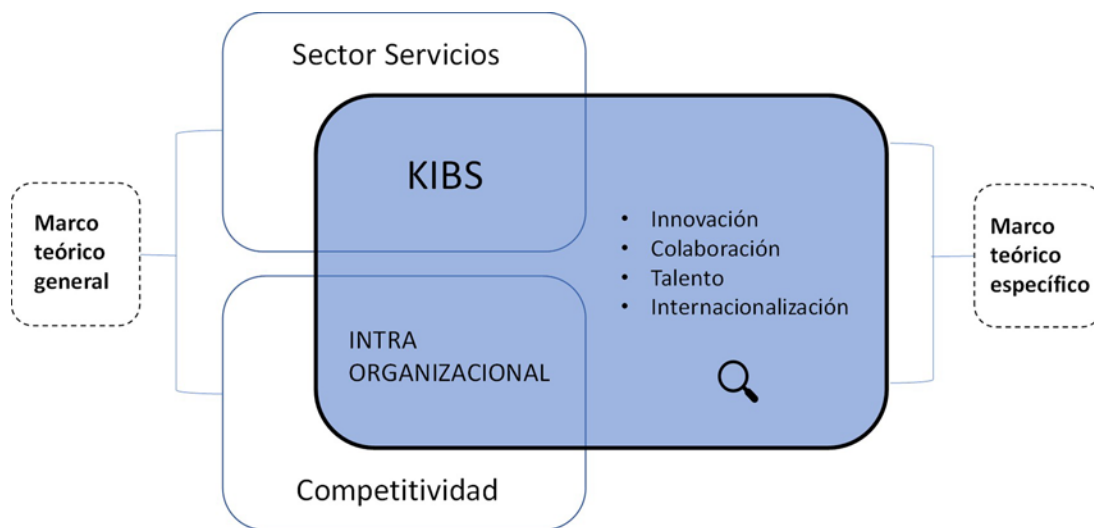 Sector Servicios
KIBS
Marco
teórico
general
• Innovación
• Colaboración
• Talento
• Internacionalización
Marco
teórico
específico
INTRA
ORGANIZACIONAL
Competitividad